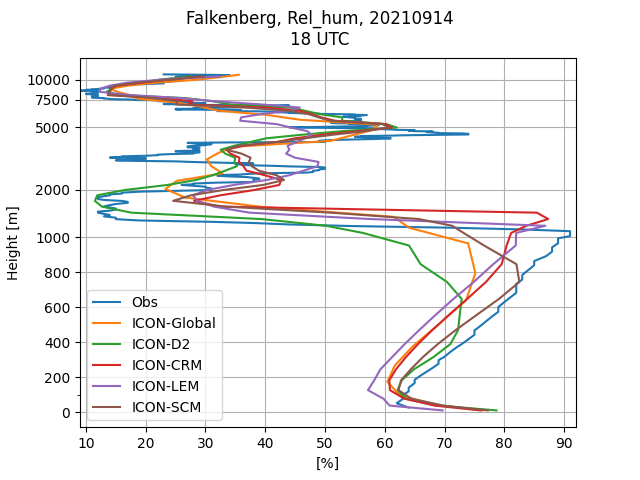 Falkenberg, Rel_hum, 20210914
18 UTC
10000
7500
5000
2000
1000
800
600
400
200
0
Height [m]
Obs
ICON-Global
ICON-D2
ICON-CRM
ICON-LEM
ICON-SCM
10 20 30 40 50 60 70 80 90
[%]